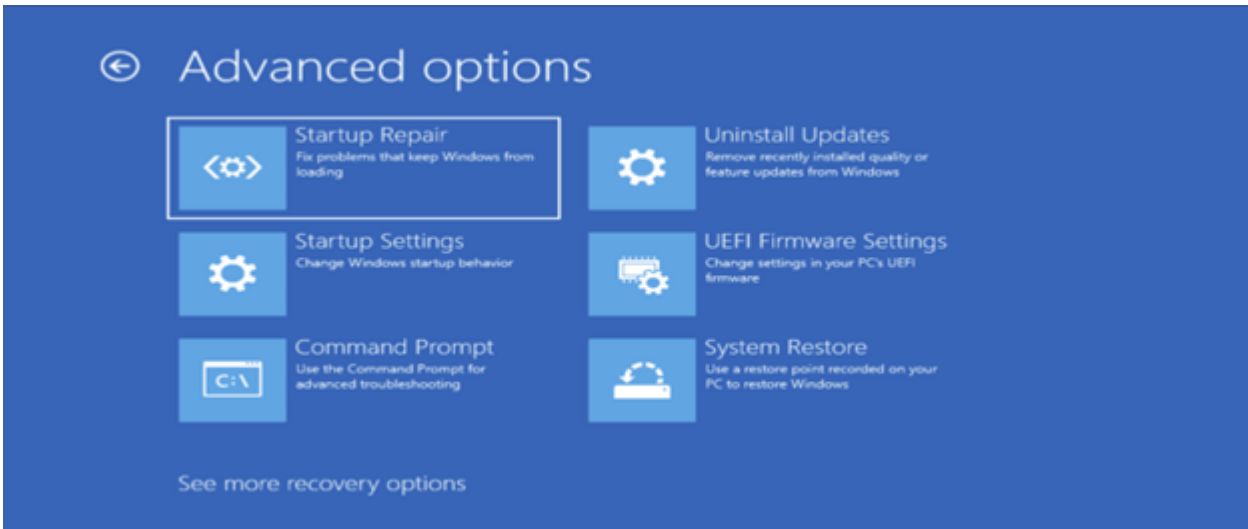 Advanced options
Startup Repair
Fix problems that keep Windows from
loading
Uninstall Updates
Remove recently installed quality or
feature updates from Windows
Startup Settings
Change Windows startup behavior
UEFI Firmware Settings
Change settings in your PC's UEFI
firmware
Command Prompt
Use the Command Prompt for
advanced troubleshooting
C:\
System Restore
Use a restore point recorded on your
PC to restore Windows
See more recovery options